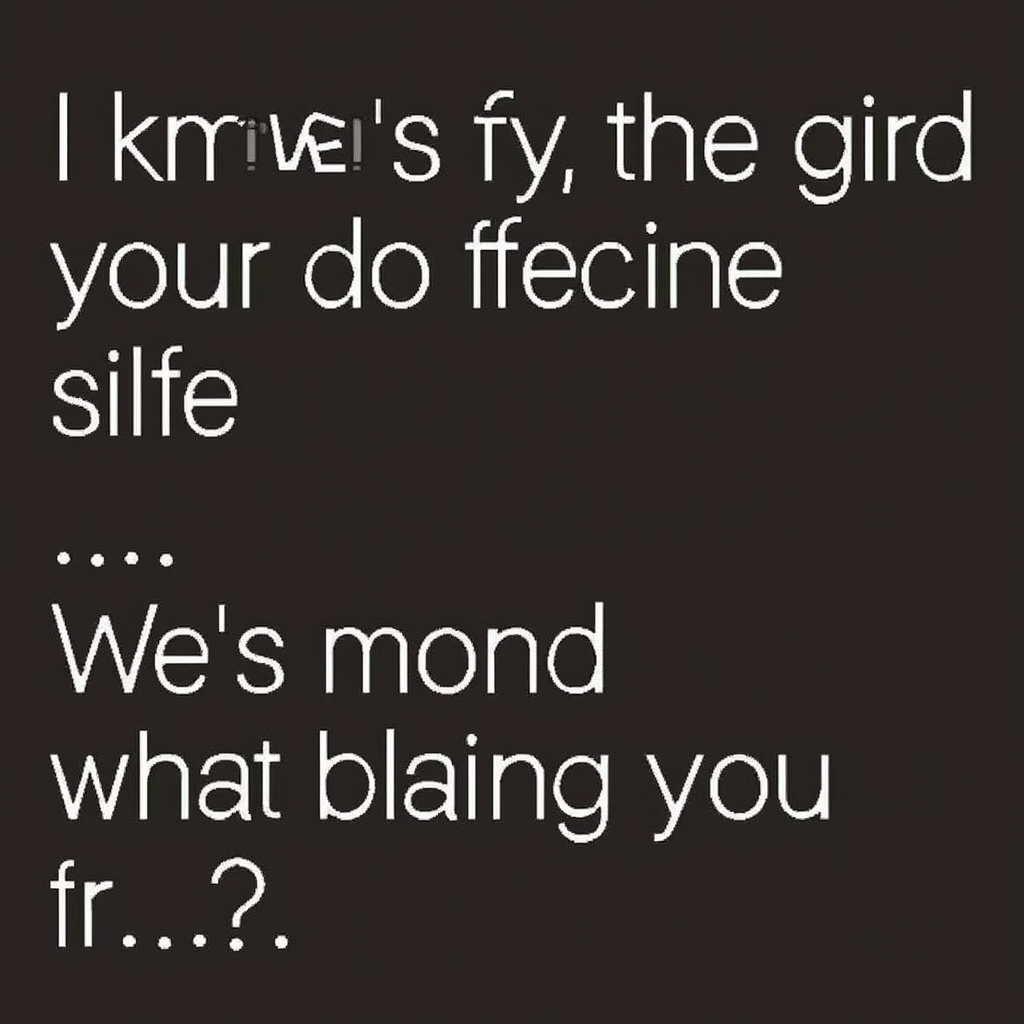 I 's fy, the gird
your do ffecine
silfe
....
We's mond
what blaing you
fr...?.